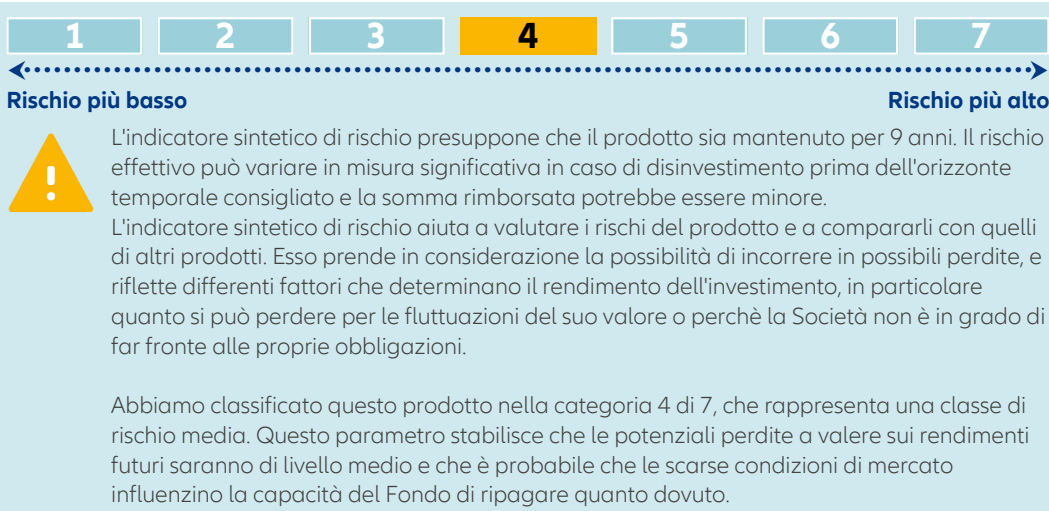 1 2 3 4 5 6 7
Rischio più basso Rischio più alto
L'indicatore sintetico di rischio presuppone che il prodotto sia mantenuto per 9 anni. Il rischio
effettivo può variare in misura significativa in caso di disinvestimento prima dell'orizzonte
temporale consigliato e la somma rimborsata potrebbe essere minore.
L'indicatore sintetico di rischio aiuta a valutare i rischi del prodotto e a compararli con quelli
di altri prodotti. Esso prende in considerazione la possibilità di incorrere in possibili perdite, e
riflette differenti fattori che determinano il rendimento dell'investimento, in particolare
quanto si può perdere per le fluttuazioni del suo valore o perchè la Società non è in grado di
far fronte alle proprie obbligazioni.
Abbiamo classificato questo prodotto nella categoria 4 di 7, che rappresenta una classe di
rischio media. Questo parametro stabilisce che le potenziali perdite a valere sui rendimenti
futuri saranno di livello medio e che è probabile che le scarse condizioni di mercato
influenzino la capacità del Fondo di ripagare quanto dovuto.